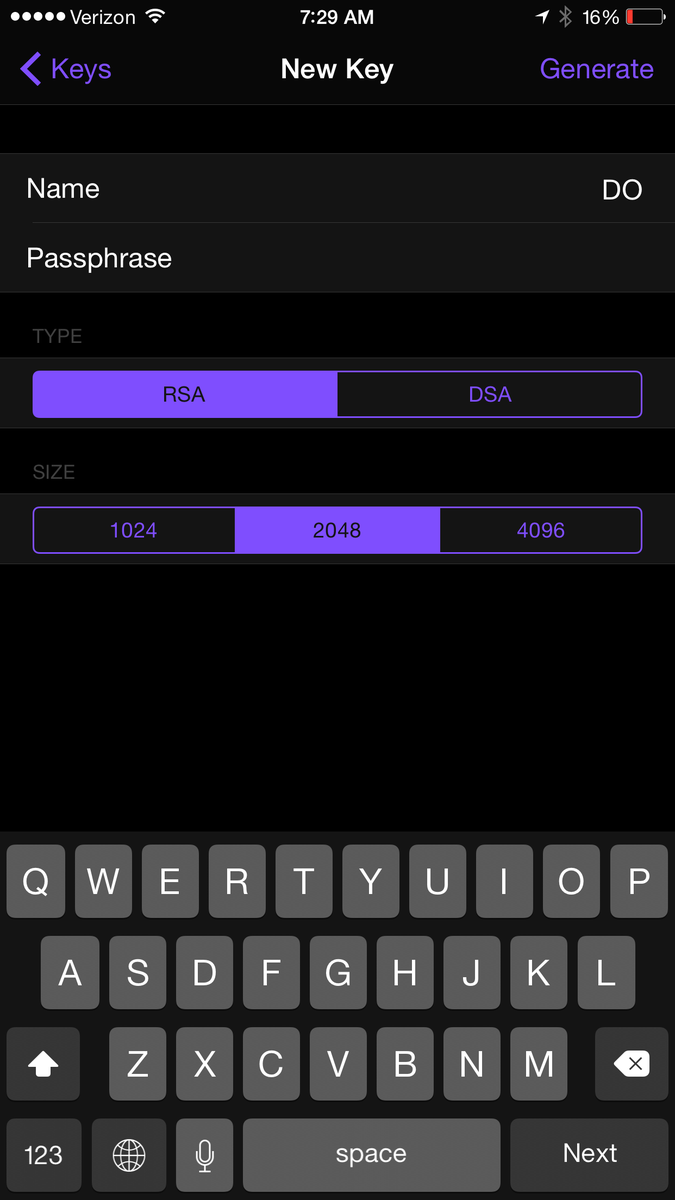 Verizon 7:29 AM 16%
Keys New Key Generate
Name DO
Passphrase
TYPE
RSA DSA
SIZE
1024 2048 4096
Q W E R T Y U I O P
A S D F G H J K L
Z X C V B N M
123 space Next